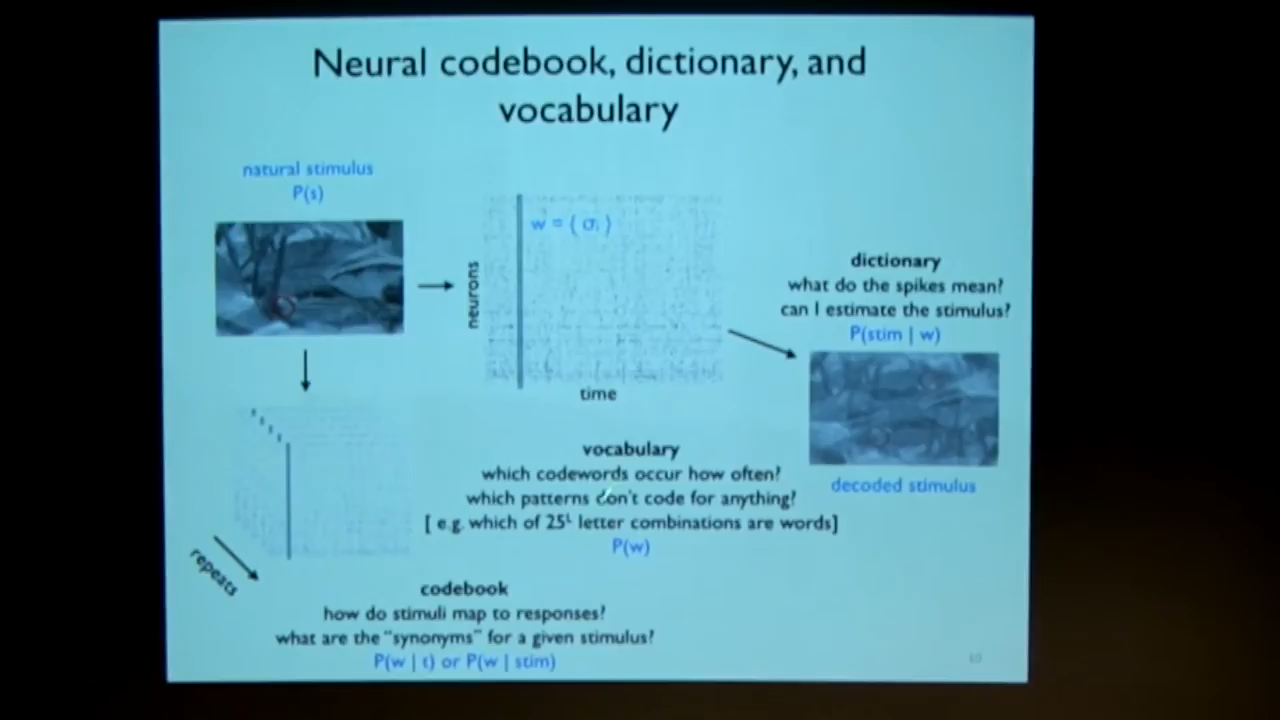 Neural codebook, dictionary, and
vocabulary
natural stimulus
P(s)
w = { σᵢ }
neurons
time
dictionary
what do the spikes mean?
can I estimate the stimulus?
P(stim | w)
decoded stimulus
vocabulary
which codewords occur how often?
which patterns don't code for anything?
[ e.g. which of 25ᴸ letter combinations are words]
P(w)
repeats
codebook
how do stimuli map to responses?
what are the "synonyms" for a given stimulus?
P(w | t) or P(w | stim)